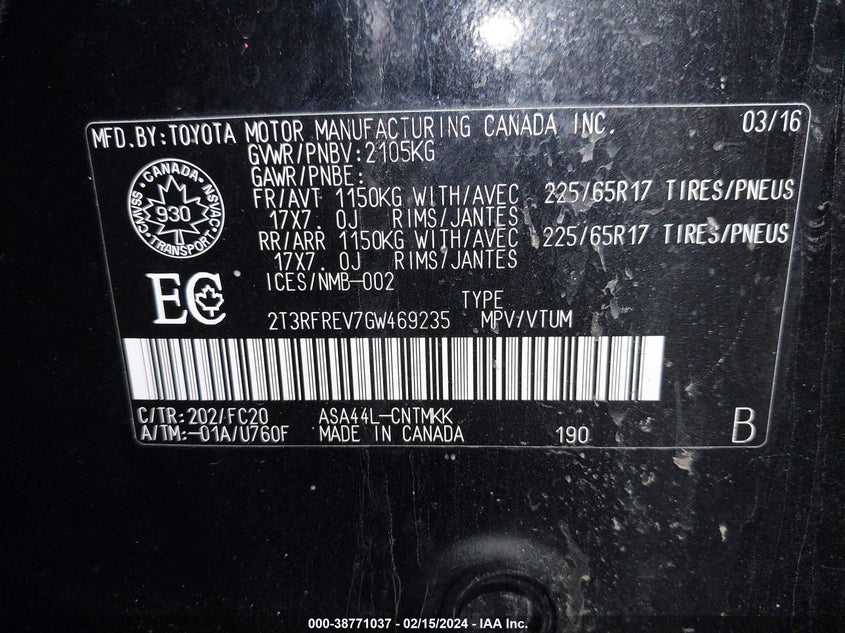 MFD.BY:TOYOTA MOTOR MANUFACTURING CANADA INC. 03/16
GVWR/PNBV:2105KG
GAWR/PNBE:
FR/AVT 1150KG WITH/AVEC 225/65R17 TIRES/PNEUS
17X7.0J RIMS/JANTES
RR/ARR 1150KG WITH/AVEC 225/65R17 TIRES/PNEUS
17X7.0J RIMS/JANTES
ICES/NMB-002
CANADA
CMVSS NSVAC
930
TRANSPORT
EC
TYPE
2T3RFREV7GW469235 MPV/VTUM
C/TR:202/FC20 ASA44L-CNTMKK
A/TM:-01A/U760F MADE IN CANADA 190 B
000-38771037 - 02/15/2024 - IAA Inc.